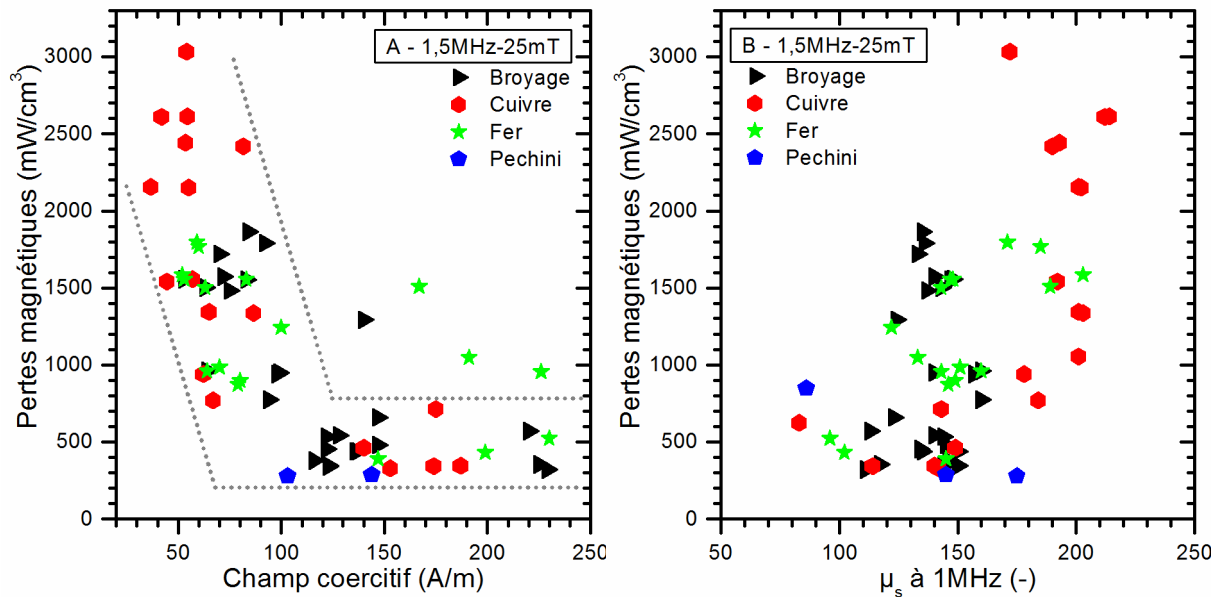 A - 1,5MHz-25mT
Broyage
Cuivre
Fer
Pechini
Pertes magnétiques (mW/cm³)
3000
2500
2000
1500
1000
500
0
50 100 150 200
Champ coercitif (A/m)
B - 1,5MHz-25mT
Broyage
Cuivre
Fer
Pechini
Pertes magnétiques (mW/cm³)
3000
2500
2000
1500
1000
500
0
50 100 150 200 250
µs à 1MHz (-)